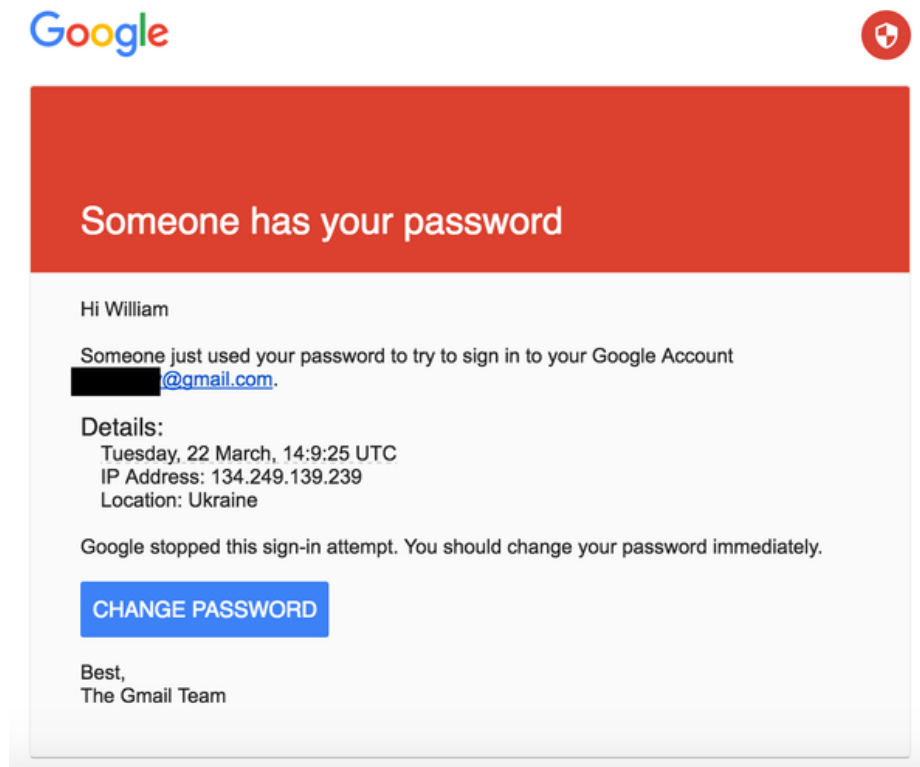 Google
Someone has your password
Hi William
Someone just used your password to try to sign in to your Google Account
@gmail.com.
Details:
Tuesday, 22 March, 14:9:25 UTC
IP Address: 134.249.139.239
Location: Ukraine
Google stopped this sign-in attempt. You should change your password immediately.
CHANGE PASSWORD
Best,
The Gmail Team